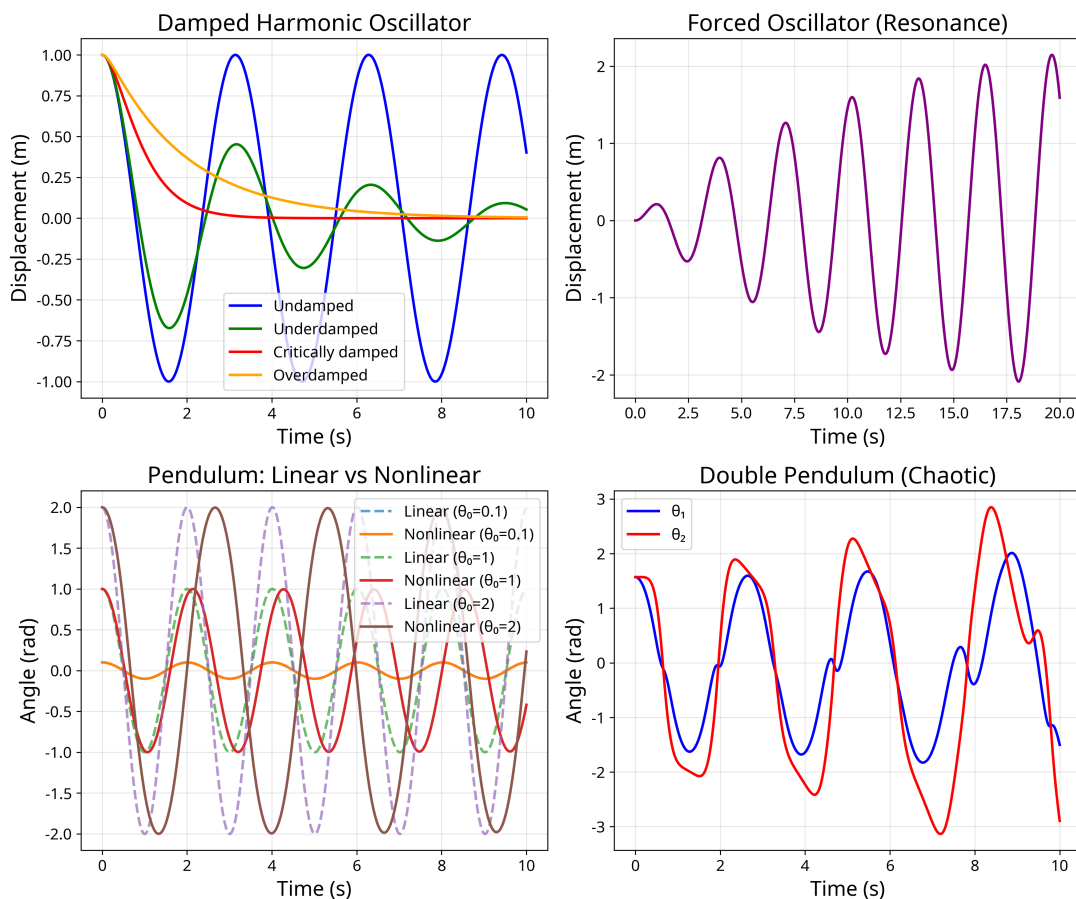 Damped Harmonic Oscillator
Displacement (m)
1.00
0.75
0.50
0.25
0.00
-0.25
-0.50
-0.75
-1.00
Undamped
Underdamped
Critically damped
Overdamped
0 2 4 6 8 10
Time (s)
Forced Oscillator (Resonance)
Displacement (m)
2
1
0
-1
-2
0.0 2.5 5.0 7.5 10.0 12.5 15.0 17.5 20.0
Time (s)
Pendulum: Linear vs Nonlinear
Angle (rad)
2.0
1.5
1.0
0.5
0.0
-0.5
-1.0
-1.5
-2.0
Linear (θ₀=0.1)
Nonlinear (θ₀=0.1)
Linear (θ₀=1)
Nonlinear (θ₀=1)
Linear (θ₀=2)
Nonlinear (θ₀=2)
0 2 4 6 8 10
Time (s)
Double Pendulum (Chaotic)
Angle (rad)
3
2
1
0
-1
-2
-3
θ₁
θ₂
0 2 4 6 8 10
Time (s)